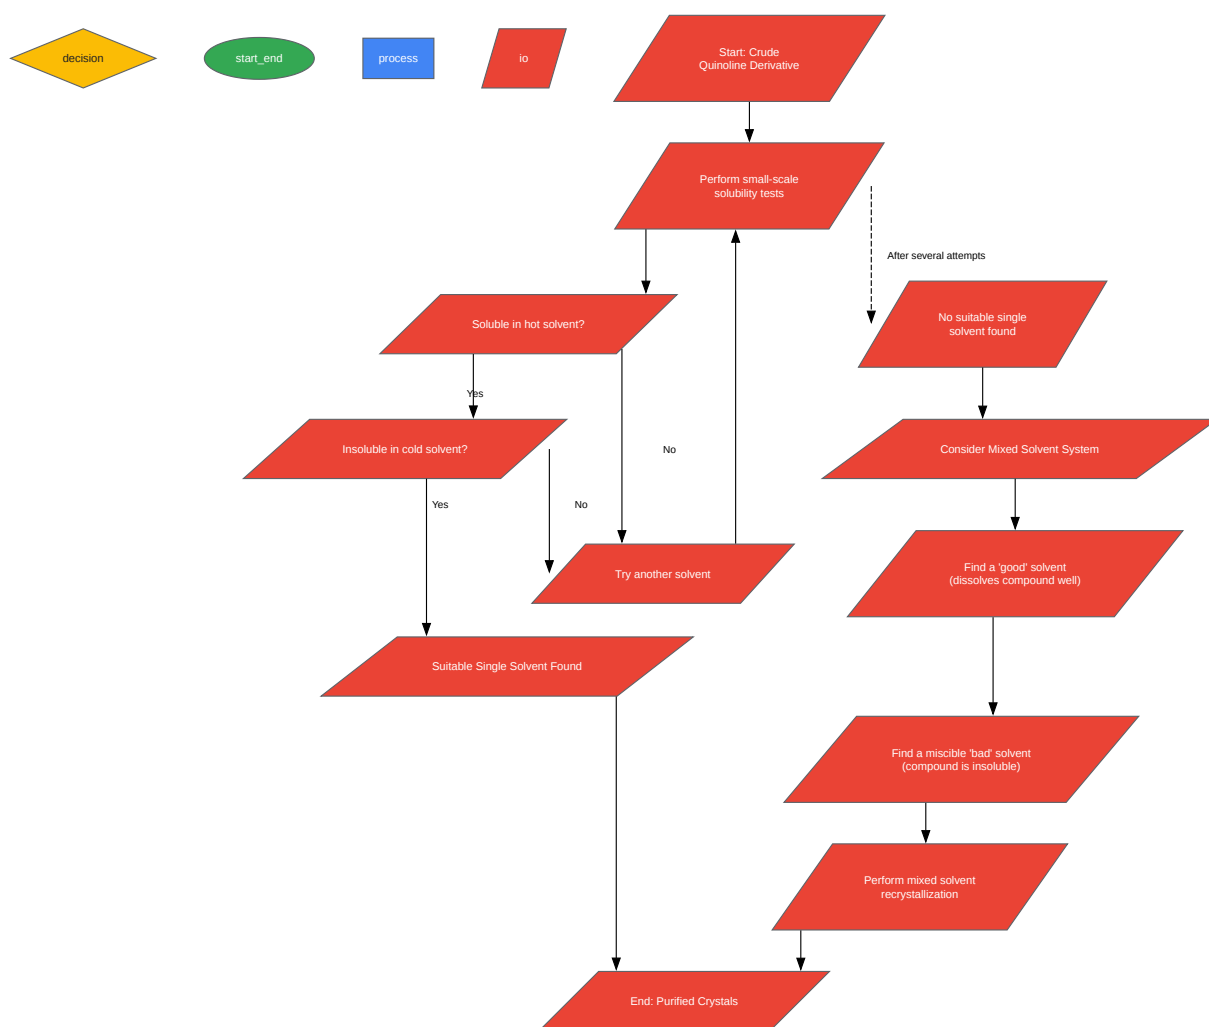 decision
start_end
process
io
Start: Crude
Quinoline Derivative
Perform small-scale
solubility tests
After several attempts
Soluble in hot solvent?
No suitable single
solvent found
Yes
Insoluble in cold solvent?
No
Consider Mixed Solvent System
Yes
No
Try another solvent
Find a 'good' solvent
(dissolves compound well)
Suitable Single Solvent Found
Find a miscible 'bad' solvent
(compound is insoluble)
Perform mixed solvent
recrystallization
End: Purified Crystals